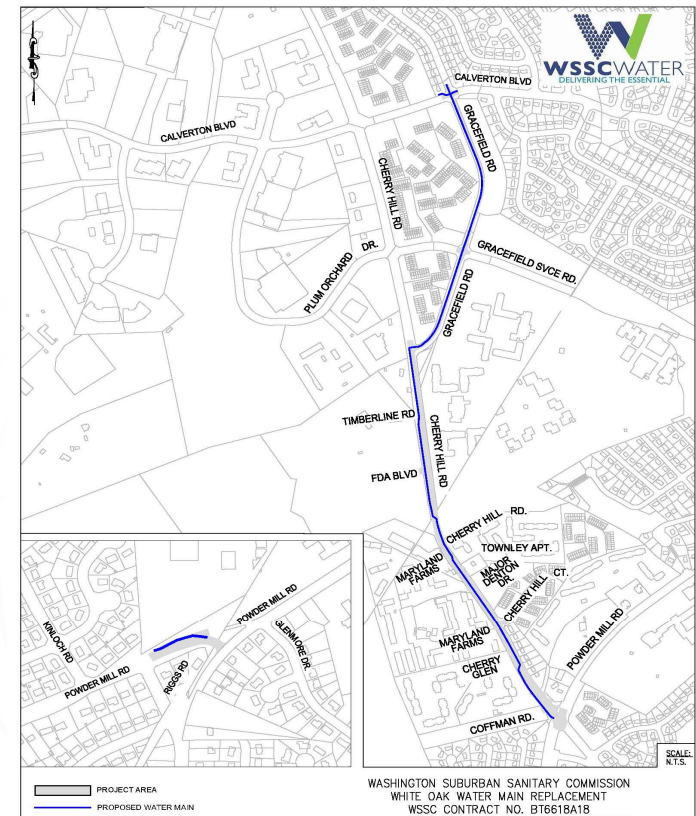 WSSCWATER
DELIVERING THE ESSENTIAL
CALVERTON BLVD
CALVERTON BLVD
GRACEFIELD RD
CHERRY HILL RD
PLUM ORCHARD
DR.
GRACEFIELD SVCE RD.
GRACEFIELD RD
TIMBERLINE RD
CHERRY HILL RD
FDA BLVD
CHERRY HILL RD.
TOWNLEY APT.
MARYLAND
FARMS
MAJOR
DENTON
DR.
CHERRY HILL
CT.
MARYLAND
FARMS
CHERRY
GLEN
POWDER MILL RD
COFFMAN RD.
KINLOCH RD
POWDER MILL RD
POWDER MILL RD
RIGGS RD
GLENMORE DR.
SCALE:
N.T.S.
PROJECT AREA
PROPOSED WATER MAIN
WASHINGTON SUBURBAN SANITARY COMMISSION
WHITE OAK WATER MAIN REPLACEMENT
WSSC CONTRACT NO. BT6618A18